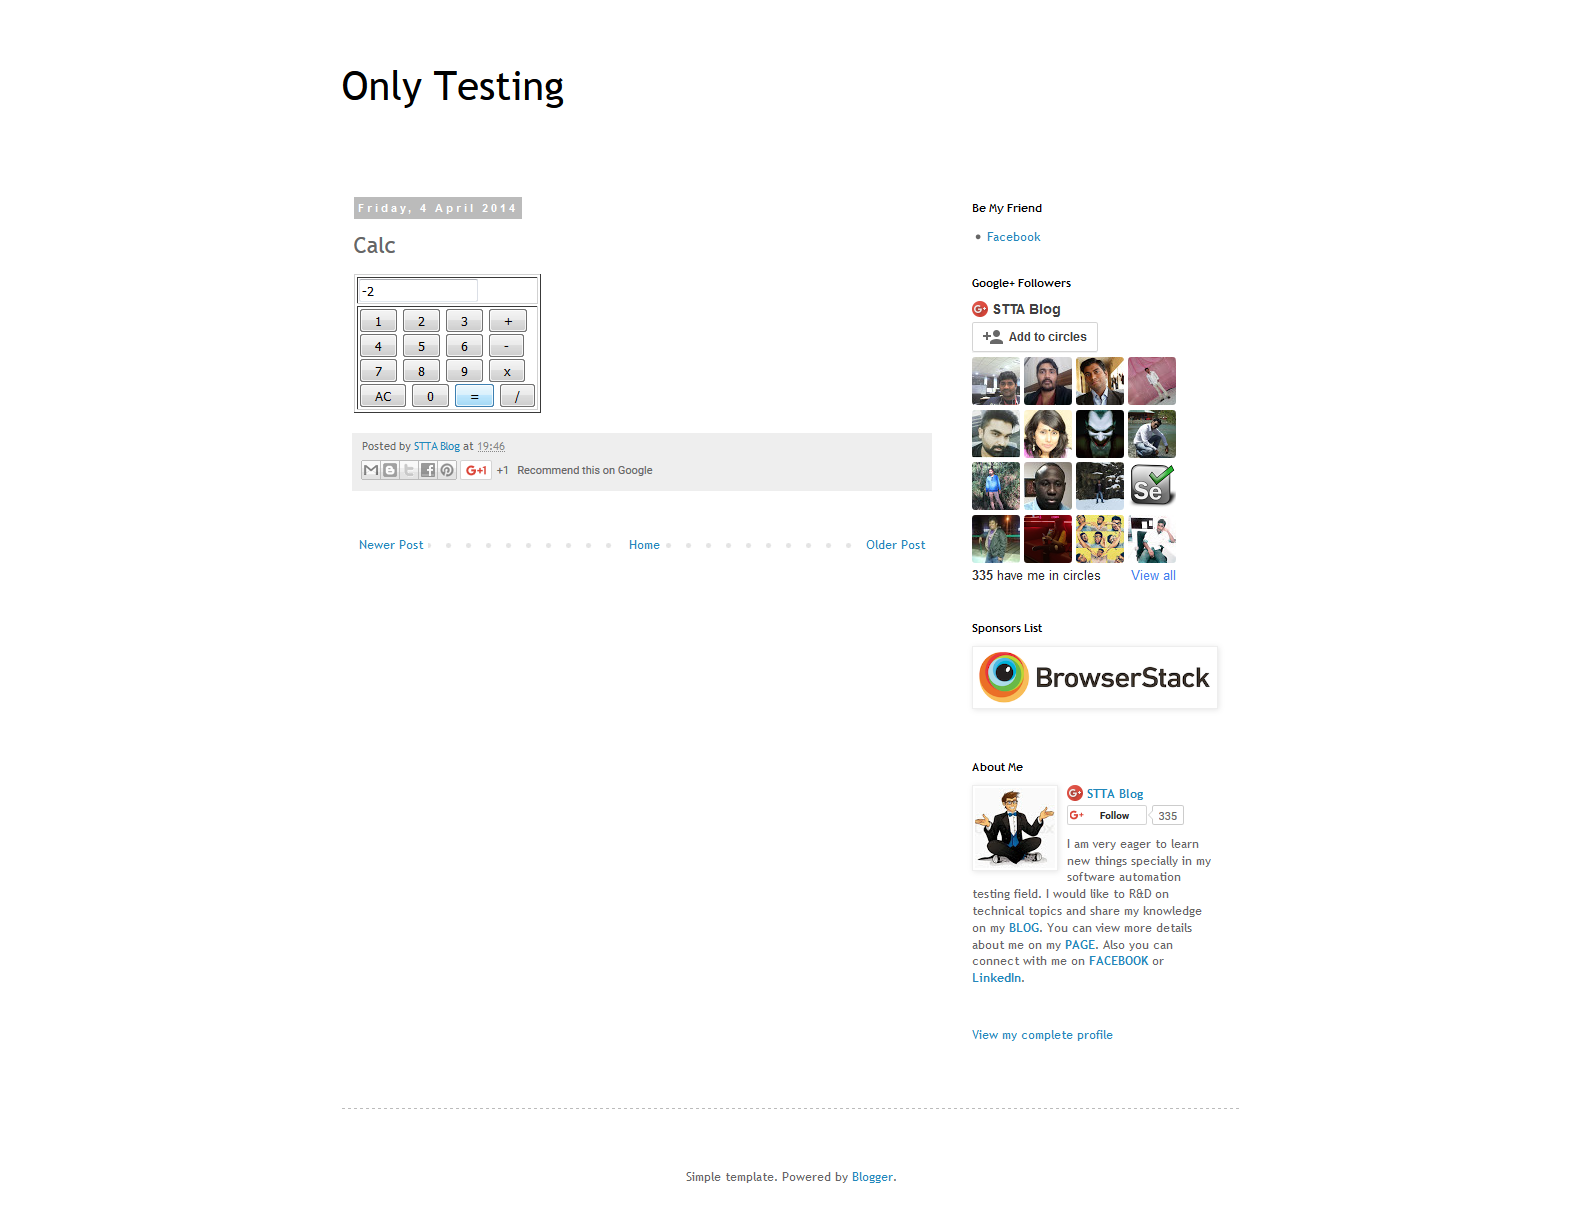 Only Testing
Friday, 4 April 2014
Calc
-2
1 2 3 +
4 5 6 -
7 8 9 x
AC 0 = /
Posted by STTA Blog at 19:46
G+1 +1 Recommend this on Google
Newer Post Home Older Post
Be My Friend
Facebook
Google+ Followers
G+ STTA Blog
Add to circles
Se
335 have me in circles View all
Sponsors List
BrowserStack
About Me
G+ STTA Blog
G+ Follow 335
I am very eager to learn
new things specially in my
software automation
testing field. I would like to R&D on
technical topics and share my knowledge
on my BLOG. You can view more details
about me on my PAGE. Also you can
connect with me on FACEBOOK or
LinkedIn.
View my complete profile
Simple template. Powered by Blogger.